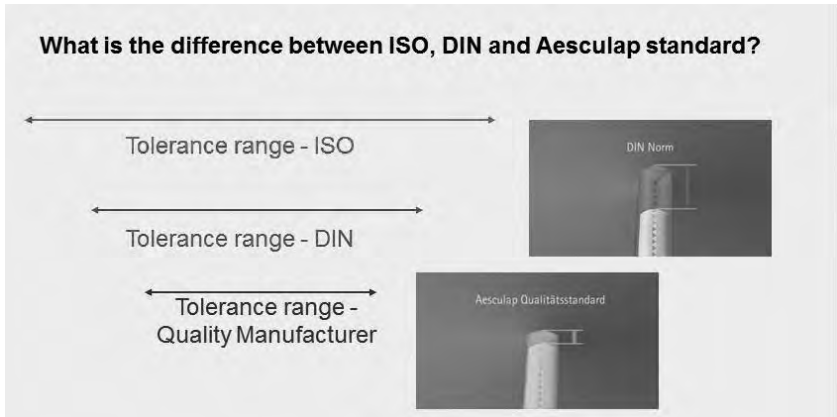 What is the difference between ISO, DIN and Aesculap standard?
Tolerance range - ISO
DIN Norm
Tolerance range - DIN
Tolerance range -
Quality Manufacturer
Aesculap Qualitätsstandard